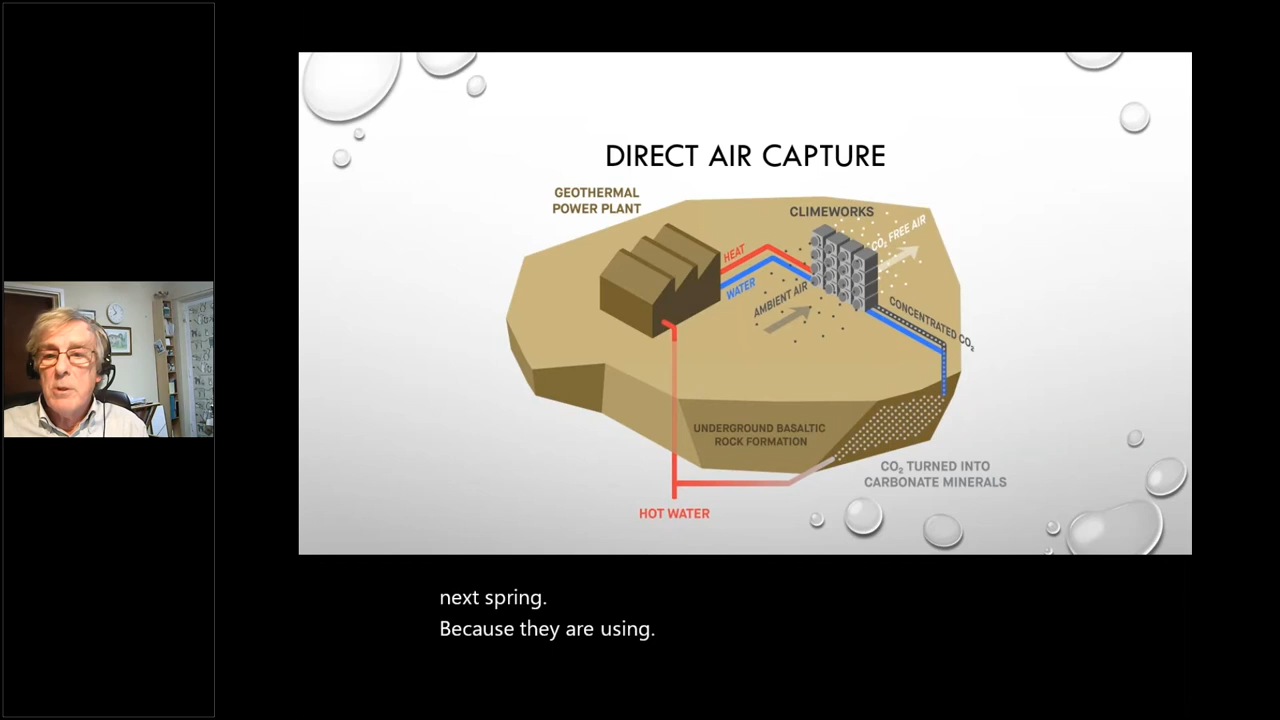 DIRECT AIR CAPTURE
GEOTHERMAL
POWER PLANT
CLIMEWORKS
CO₂ FREE AIR
HEAT
WATER
AMBIENT AIR
CONCENTRATED CO₂
UNDERGROUND BASALTIC
ROCK FORMATION
CO₂ TURNED INTO
CARBONATE MINERALS
HOT WATER
next spring.
Because they are using.